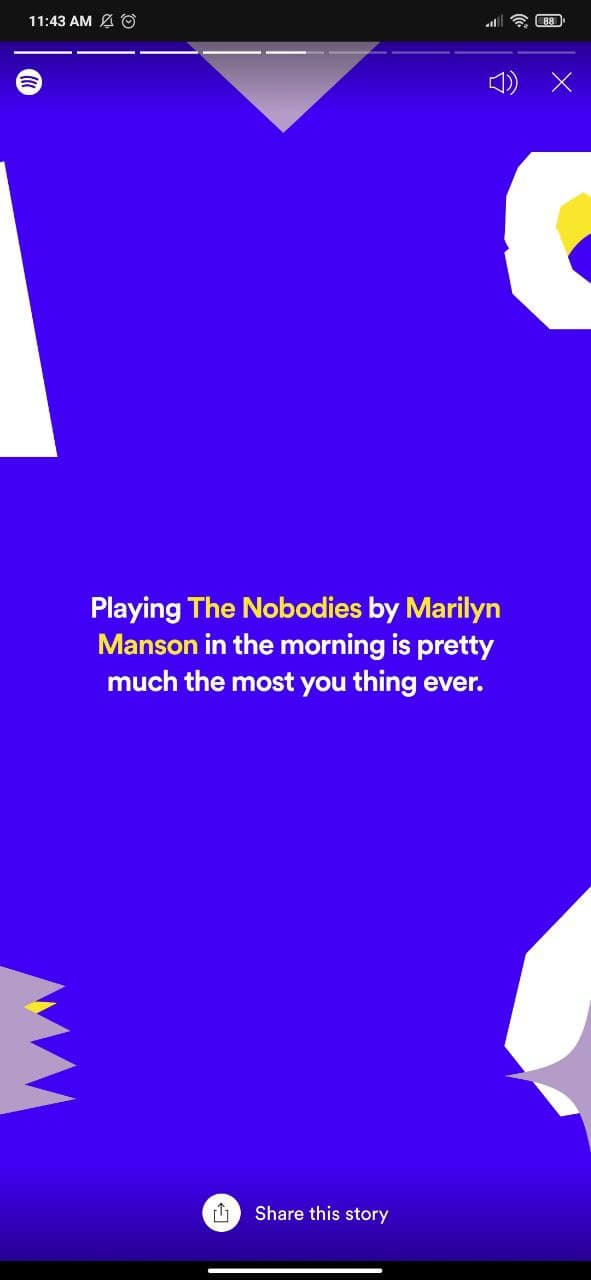 11:43 AM
88
Playing The Nobodies by Marilyn
Manson in the morning is pretty
much the most you thing ever.
Share this story